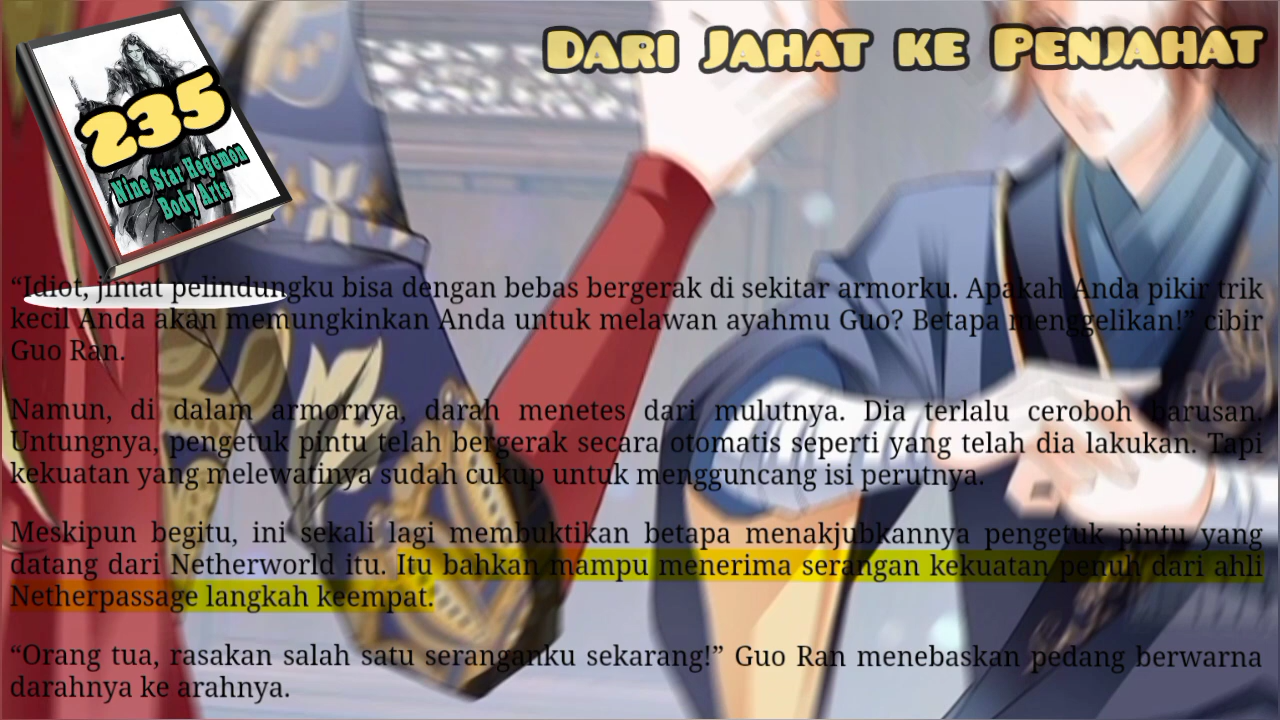 Dari Jahat ke Penjahat
235
Nine Star Hegemon
Body Arts
“Idiot, jimat pelindungku bisa dengan bebas bergerak di sekitar armorku. Apakah Anda pikir trik
kecil Anda akan memungkinkan Anda untuk melawan ayahmu Guo? Betapa menggelikan!” cibir
Guo Ran.
Namun, di dalam armornya, darah menetes dari mulutnya. Dia terlalu ceroboh barusan.
Untungnya, pengetuk pintu telah bergerak secara otomatis seperti yang telah dia lakukan. Tapi
kekuatan yang melewatinya sudah cukup untuk mengguncang isi perutnya.
Meskipun begitu, ini sekali lagi membuktikan betapa menakjubkannya pengetuk pintu yang
datang dari Netherworld itu. Itu bahkan mampu menerima serangan kekuatan penuh dari ahli
Netherpassage langkah keempat.
“Orang tua, rasakan salah satu seranganku sekarang!” Guo Ran menebaskan pedang berwarna
darahnya ke arahnya.